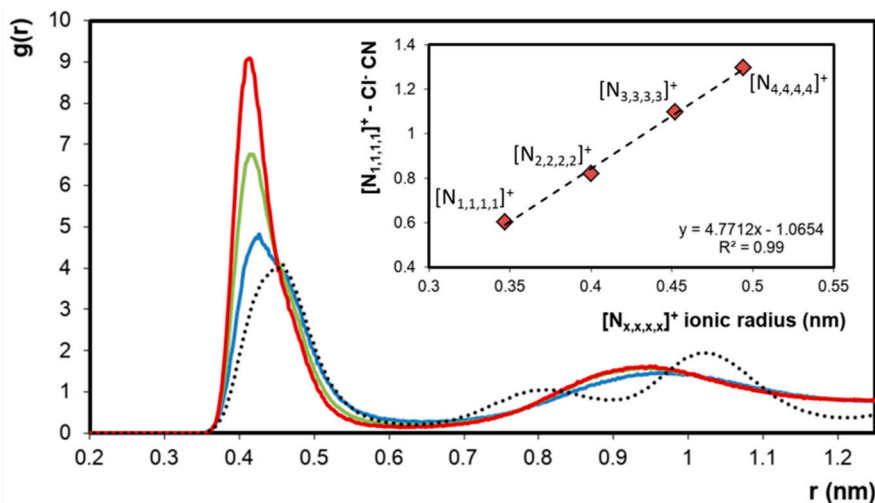 g(r)
10
9
8
7
6
5
4
3
2
1
0
0.2 0.3 0.4 0.5 0.6 0.7 0.8 0.9 1 1.1 1.2
r (nm)
[N1,1,1,1]+ - Cl- CN
1.4
1.2
1
0.8
0.6
0.4
0.3 0.35 0.4 0.45 0.5 0.55
[Nx,x,x,x]+ ionic radius (nm)
[N3,3,3,3]+
[N4,4,4,4]+
[N2,2,2,2]+
[N1,1,1,1]+
y = 4.7712x - 1.0654
R² = 0.99